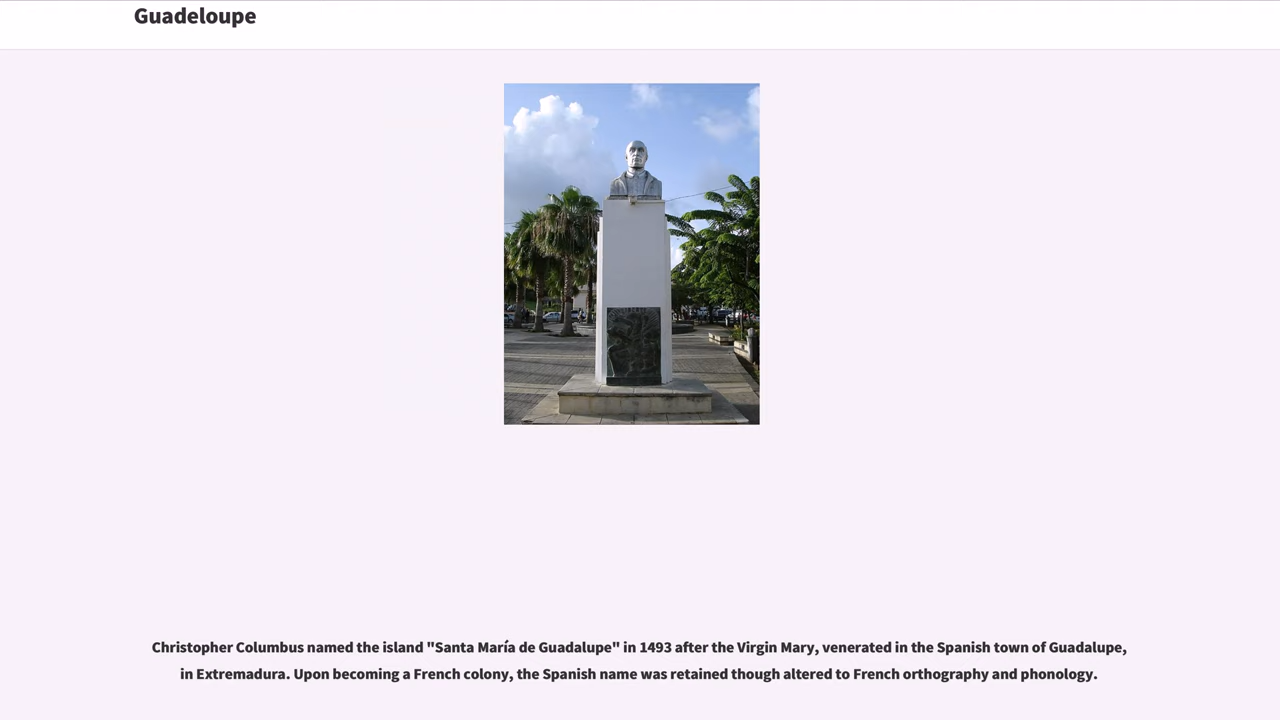 Guadeloupe
Christopher Columbus named the island "Santa María de Guadalupe" in 1493 after the Virgin Mary, venerated in the Spanish town of Guadalupe,
in Extremadura. Upon becoming a French colony, the Spanish name was retained though altered to French orthography and phonology.